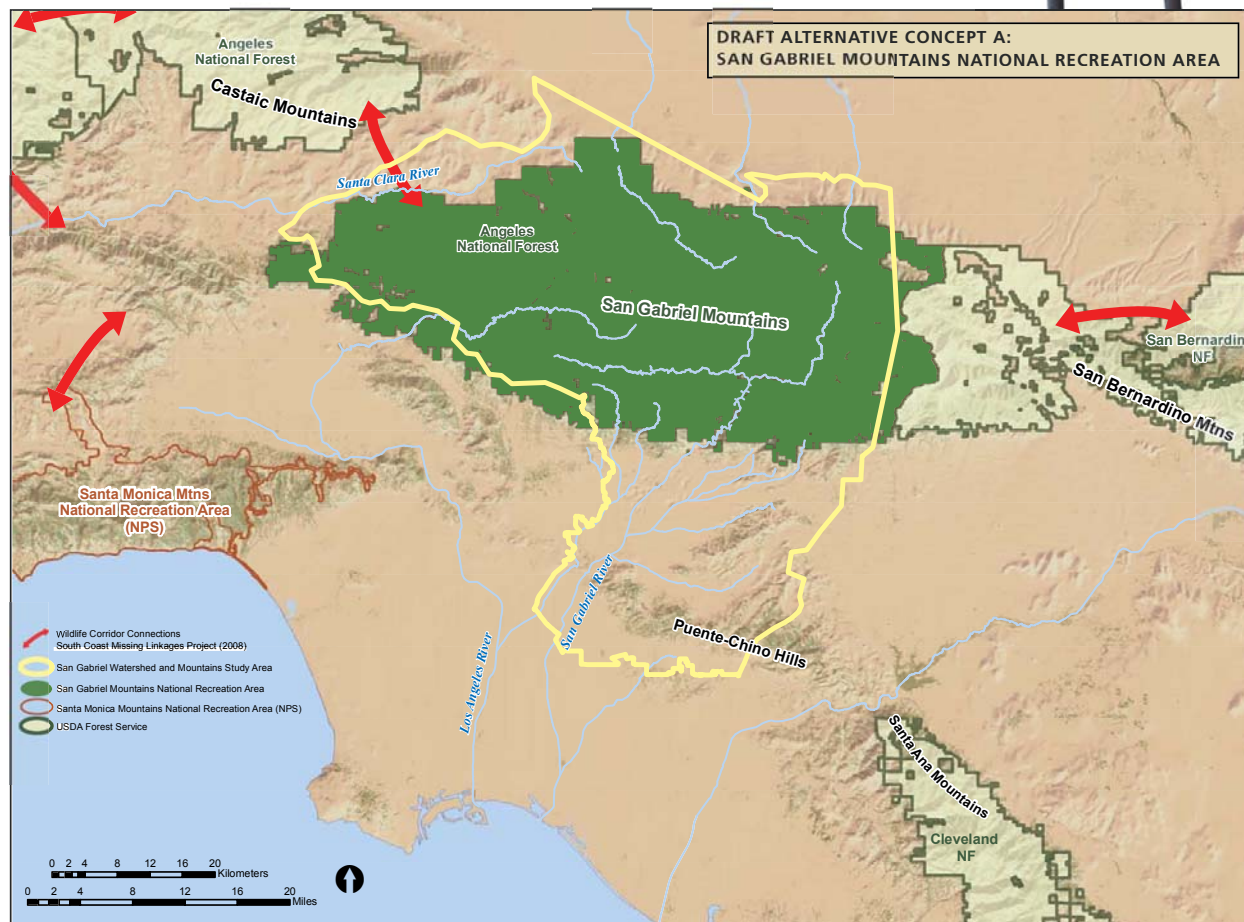 DRAFT ALTERNATIVE CONCEPT A:
SAN GABRIEL MOUNTAINS NATIONAL RECREATION AREA
Angeles
National Forest
Castaic Mountains
Santa Clara River
Angeles
National Forest
San Gabriel Mountains
San Bernardino
NF
San Bernardino Mtns
Santa Monica Mtns
National Recreation Area
(NPS)
San Gabriel River
Puente-Chino Hills
Los Angeles River
Santa Ana Mountains
Cleveland
NF
Wildlife Corridor Connections
South Coast Missing Linkages Project (2008)
San Gabriel Watershed and Mountains Study Area
San Gabriel Mountains National Recreation Area
Santa Monica Mountains National Recreation Area (NPS)
USDA Forest Service
0 2 4 8 12 16 20
Kilometers
0 2 4 8 12 16 20
Miles